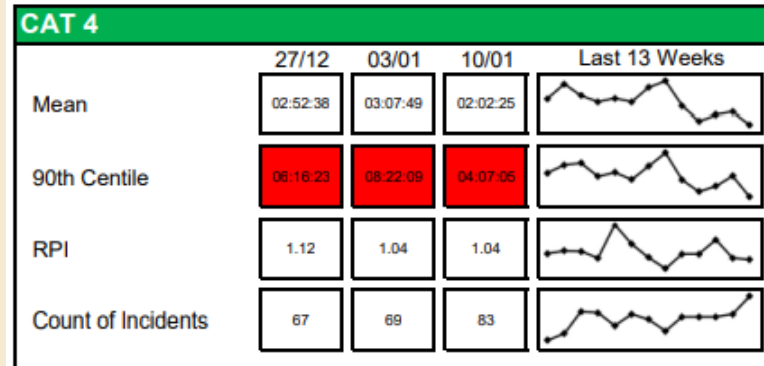 CAT 4
27/12 03/01 10/01 Last 13 Weeks
Mean 02:52:38 03:07:49 02:02:25
90th Centile 06:16:23 08:22:09 04:07:05
RPI 1.12 1.04 1.04
Count of Incidents 67 69 83